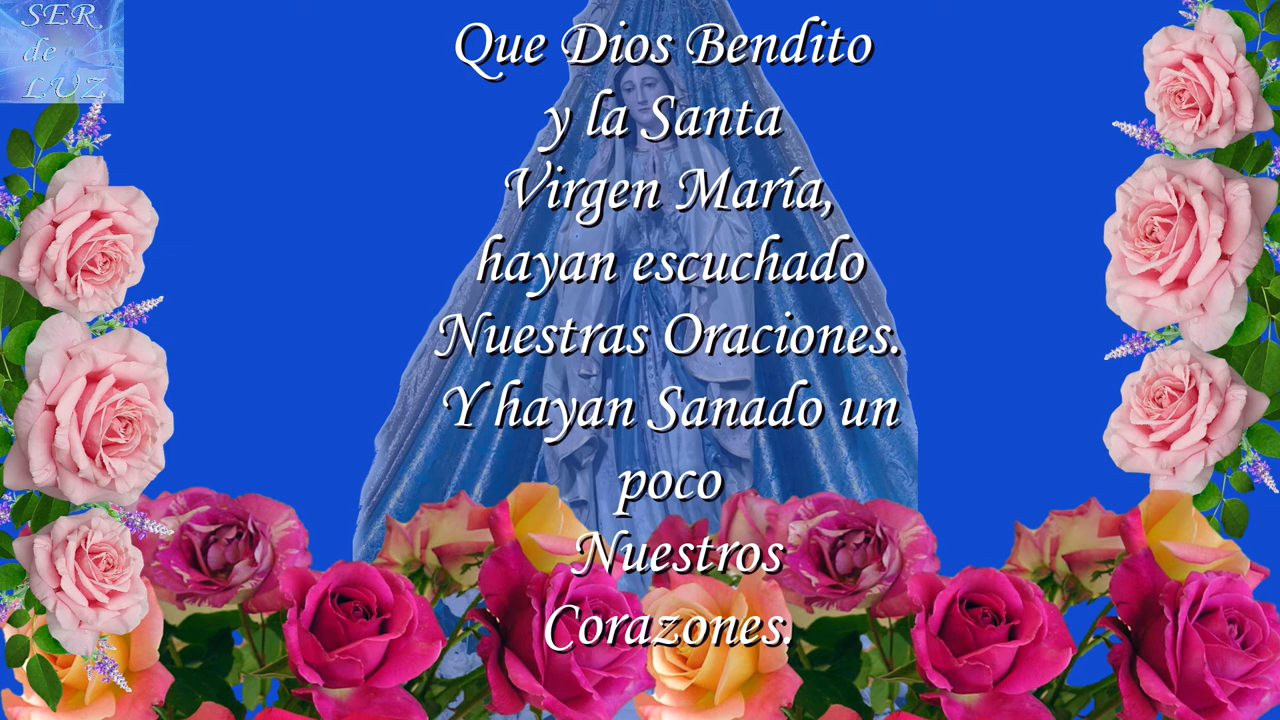 SER
de
LUZ
Que Dios Bendito
y la Santa
Virgen María,
hayan escuchado
Nuestras Oraciones.
Y hayan Sanado un
poco
Nuestros
Corazones.